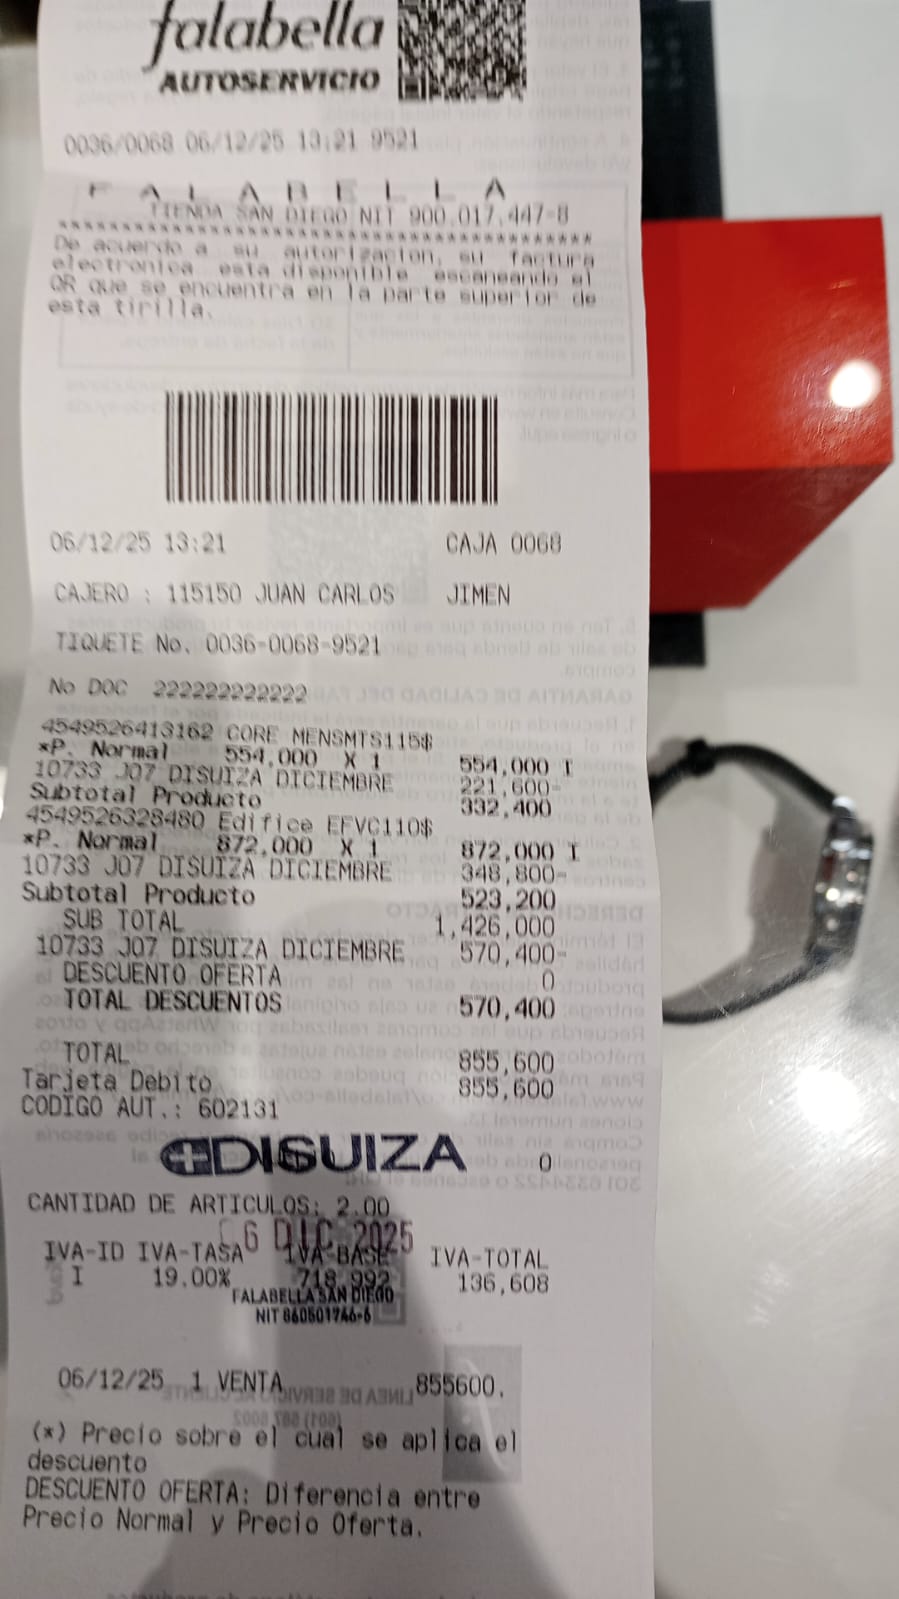 falabella
AUTOSERVICIO
0036/0068 06/12/25 13:21 9521
F A L A B E L L A
TIENDA SAN DIEGO NIT 900.017.447-8
****************************************
De acuerdo a su autorizacion, su factura
electronica esta disponible escaneando el
QR que se encuentra en la parte superior de
esta tirilla.
06/12/25 13:21 CAJA 0068
CAJERO : 115150 JUAN CARLOS JIMEN
TIQUETE No. 0036-0068-9521
No DOC 222222222222
4549526413162 CORE MENSMTS115$
*P. Normal 554,000 X 1 554,000 I
10733 J07 DISUIZA DICIEMBRE 221,600-
Subtotal Producto 332,400
4549526328480 Edifice EFVC110$
*P. Normal 872,000 X 1 872,000 I
10733 J07 DISUIZA DICIEMBRE 348,800-
Subtotal Producto 523,200
SUB TOTAL 1,426,000
10733 J07 DISUIZA DICIEMBRE 570,400-
DESCUENTO OFERTA 0
TOTAL DESCUENTOS 570,400
TOTAL 855,600
Tarjeta Debito 855,600
CODIGO AUT.: 602131
DISUIZA 0
CANTIDAD DE ARTICULOS: 2.00
06 DIC 2025
IVA-ID IVA-TASA IVA-BASE IVA-TOTAL
I 19.00% 718,992 136,608
FALABELLA SAN DIEGO
NIT 860501746-6
06/12/25 1 VENTA 855600.
(*) Precio sobre el cual se aplica el
descuento
DESCUENTO OFERTA: Diferencia entre
Precio Normal y Precio Oferta.